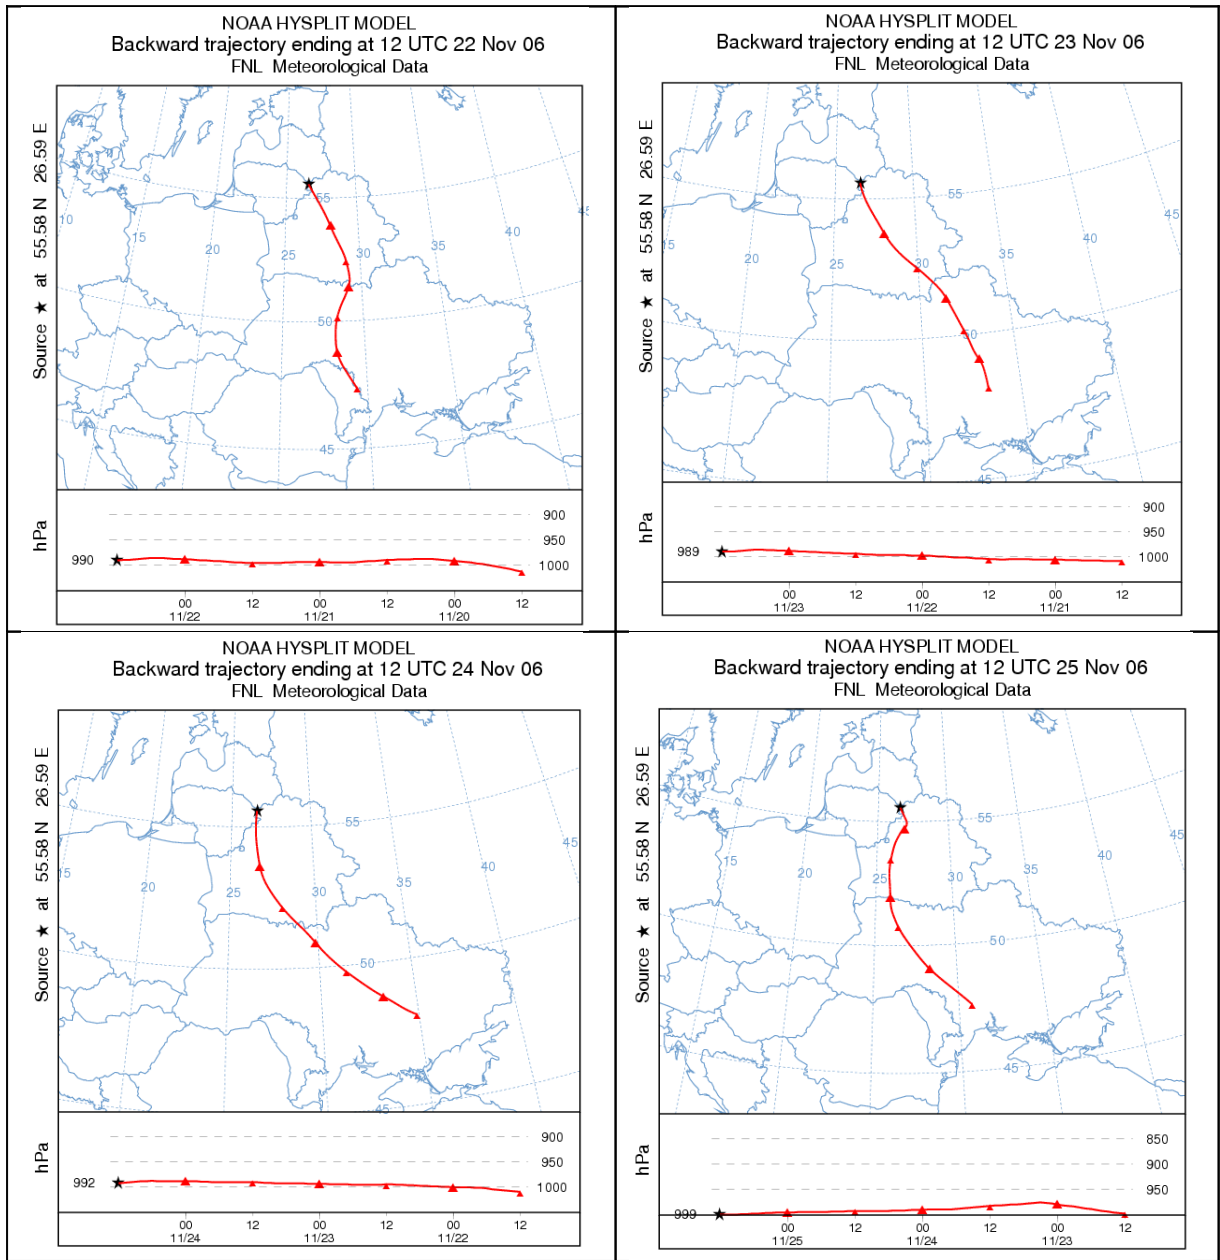 NOAA HYSPLIT MODEL
Backward trajectory ending at 12 UTC 22 Nov 06
FNL Meteorological Data
Source ★ at 55.58 N 26.59 E
10
15
20
25
30
35
40
45
55
50
45
hPa
990
900
950
1000
00 12 00 12 00 12
11/22 11/21 11/20
NOAA HYSPLIT MODEL
Backward trajectory ending at 12 UTC 23 Nov 06
FNL Meteorological Data
Source ★ at 55.58 N 26.59 E
15
20
25
30
35
40
45
55
50
45
hPa
989
900
950
1000
00 12 00 12 00 12
11/23 11/22 11/21
NOAA HYSPLIT MODEL
Backward trajectory ending at 12 UTC 24 Nov 06
FNL Meteorological Data
Source ★ at 55.58 N 26.59 E
15
20
25
30
35
40
45
55
50
45
hPa
992
900
950
1000
00 12 00 12 00 12
11/24 11/23 11/22
NOAA HYSPLIT MODEL
Backward trajectory ending at 12 UTC 25 Nov 06
FNL Meteorological Data
Source ★ at 55.58 N 26.59 E
15
20
25
30
35
40
45
55
50
45
hPa
999
850
900
950
00 12 00 12 00 12
11/25 11/24 11/23